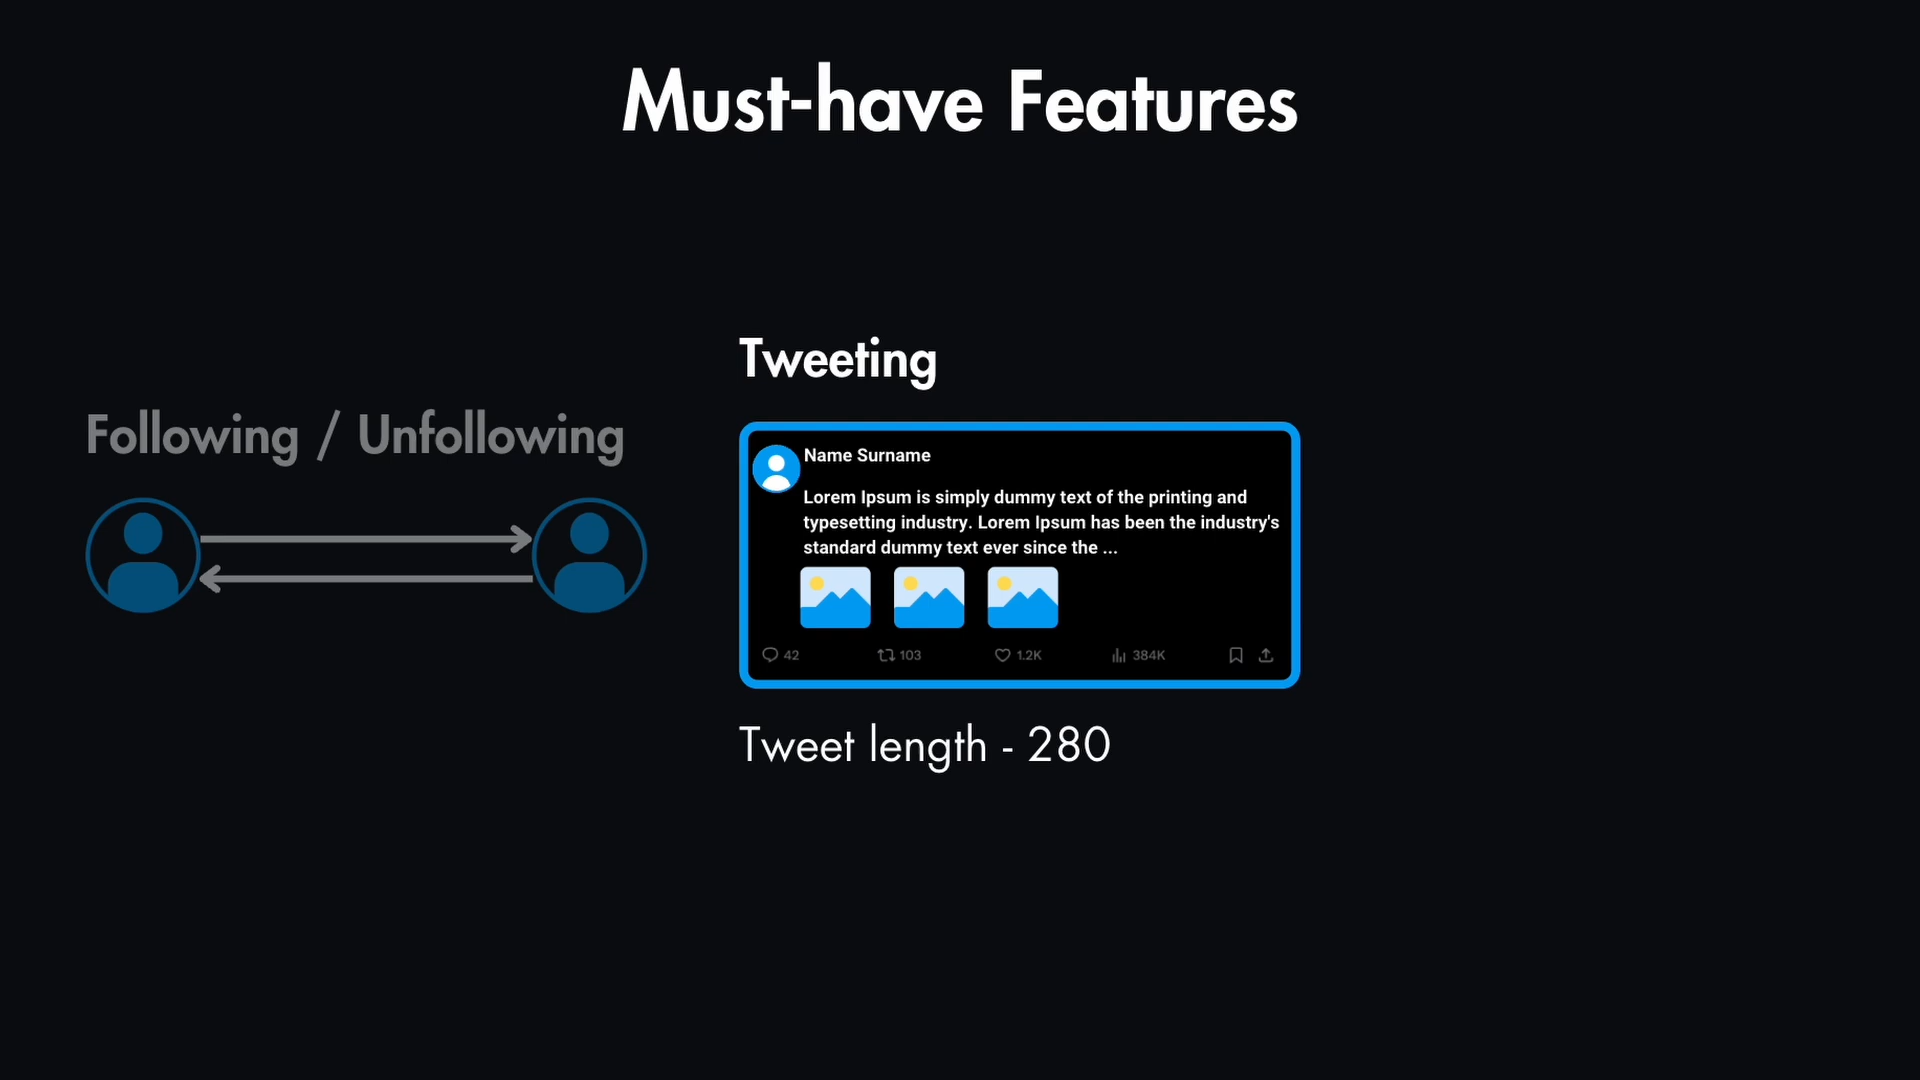 Must-have Features
Following / Unfollowing
Tweeting
Name Surname
Lorem Ipsum is simply dummy text of the printing and
typesetting industry. Lorem Ipsum has been the industry's
standard dummy text ever since the ...
42 103 1.2K 384K
Tweet length - 280